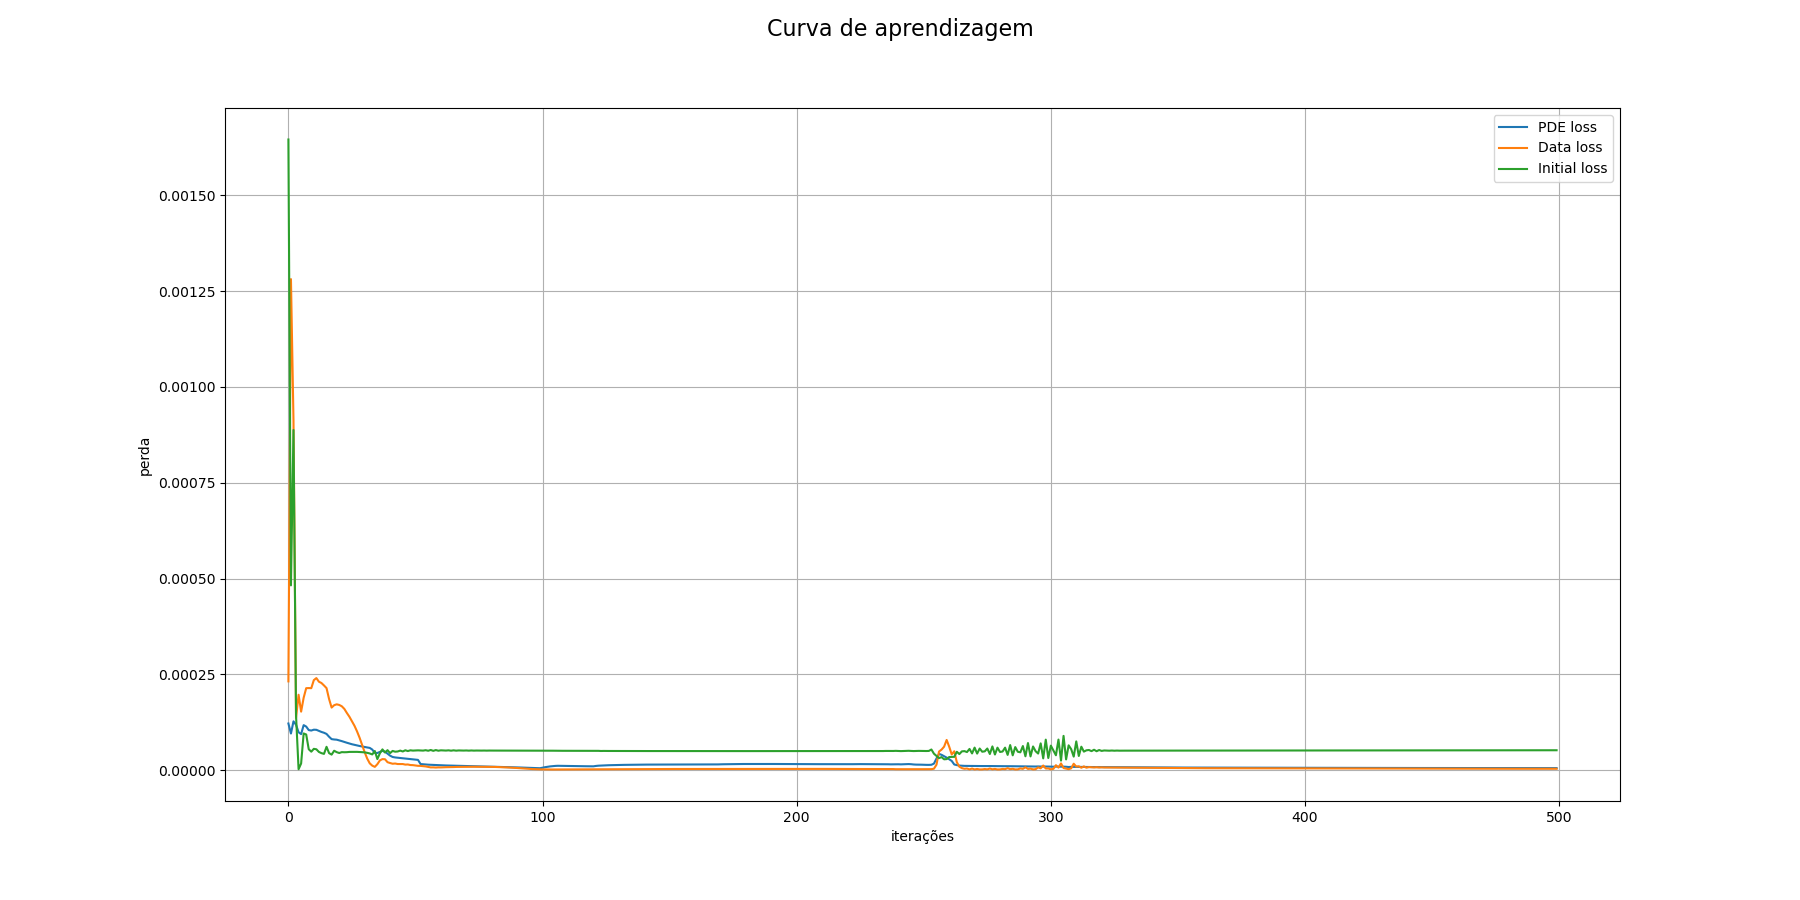 Curva de aprendizagem
PDE loss
Data loss
Initial loss
0.00150
0.00125
0.00100
0.00075
0.00050
0.00025
0.00000
perda
0 100 200 300 400 500
iterações